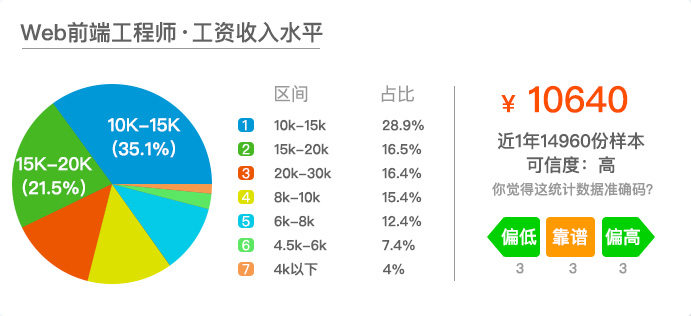 Web前端工程师·工资收入水平
10K–15K
(35.1%)
15K–20K
(21.5%)
区间 占比
1 10k–15k 28.9%
2 15k–20k 16.5%
3 20k–30k 16.4%
4 8k–10k 15.4%
5 6k–8k 12.4%
6 4.5k–6k 7.4%
7 4k以下 4%
¥ 10640
近1年14960份样本
可信度：高
你觉得这统计数据准确码?
偏低 靠谱 偏高
3 3 3